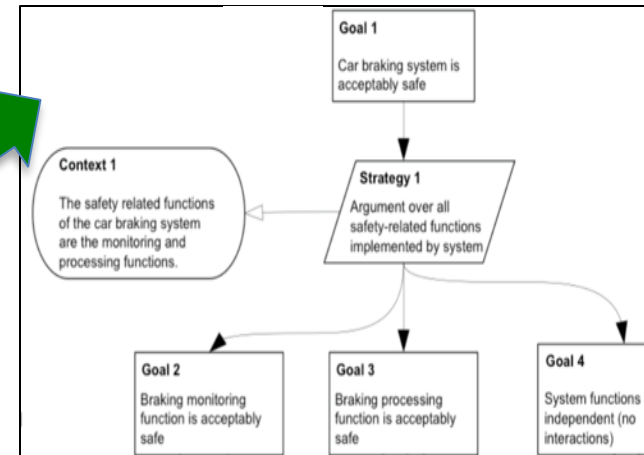 Goal 1
Car braking system is
acceptably safe
Context 1
The safety related functions
of the car braking system
are the monitoring and
processing functions.
Strategy 1
Argument over all
safety-related functions
implemented by system
Goal 2
Braking monitoring
function is acceptably
safe
Goal 3
Braking processing
function is acceptably
safe
Goal 4
System functions
independent (no
interactions)